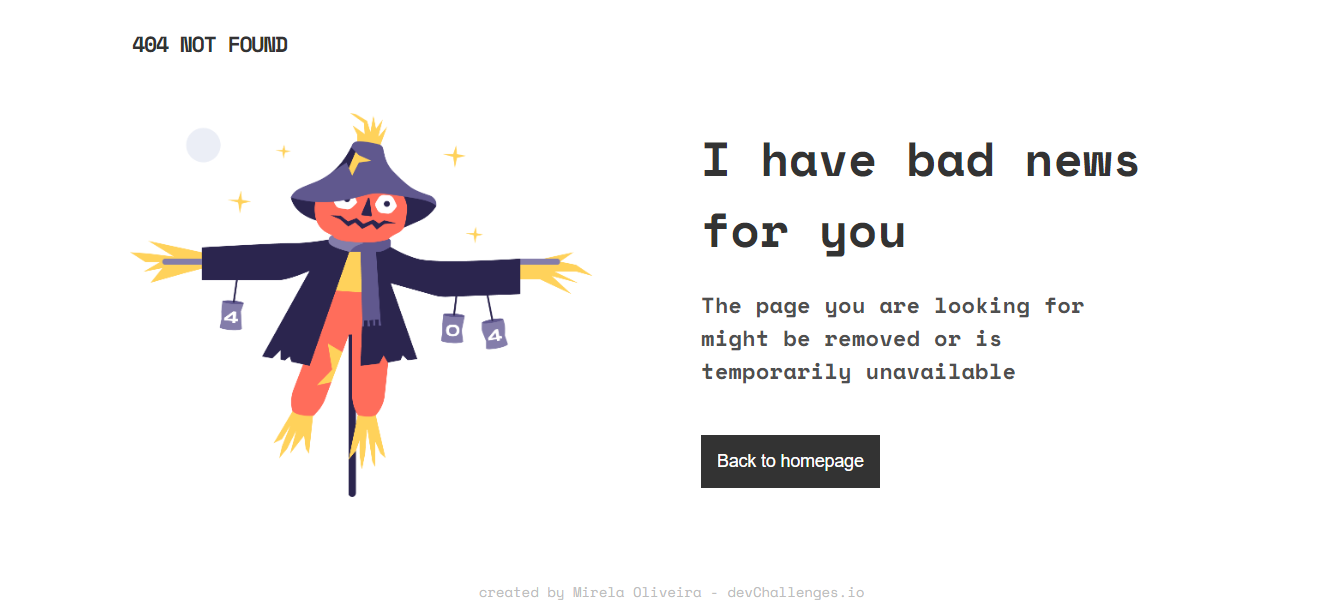 404 NOT FOUND
I have bad news
for you
4
0
4
The page you are looking for
might be removed or is
temporarily unavailable
Back to homepage
created by Mirela Oliveira - devChallenges.io